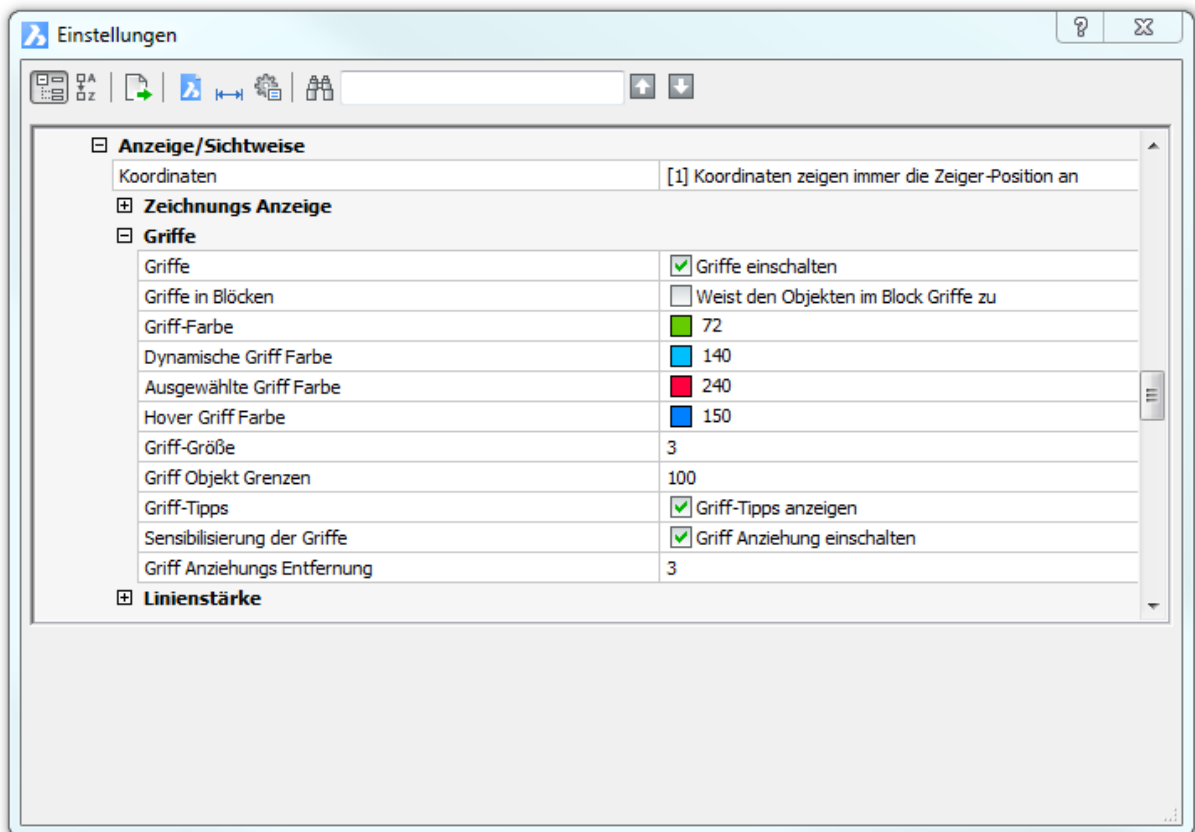 Einstellungen
Anzeige/Sichtweise
Koordinaten [1] Koordinaten zeigen immer die Zeiger-Position an
Zeichnungs Anzeige
Griffe
Griffe Griffe einschalten
Griffe in Blöcken Weist den Objekten im Block Griffe zu
Griff-Farbe 72
Dynamische Griff Farbe 140
Ausgewählte Griff Farbe 240
Hover Griff Farbe 150
Griff-Größe 3
Griff Objekt Grenzen 100
Griff-Tipps Griff-Tipps anzeigen
Sensibilisierung der Griffe Griff Anziehung einschalten
Griff Anziehungs Entfernung 3
Linienstärke